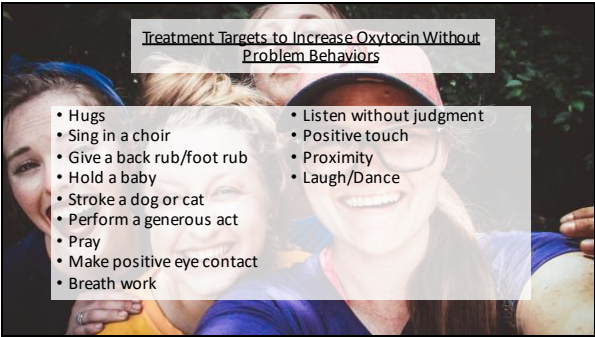 Treatment Targets to Increase Oxytocin Without
Problem Behaviors
• Hugs
• Sing in a choir
• Give a back rub/foot rub
• Hold a baby
• Stroke a dog or cat
• Perform a generous act
• Pray
• Make positive eye contact
• Breath work
• Listen without judgment
• Positive touch
• Proximity
• Laugh/Dance